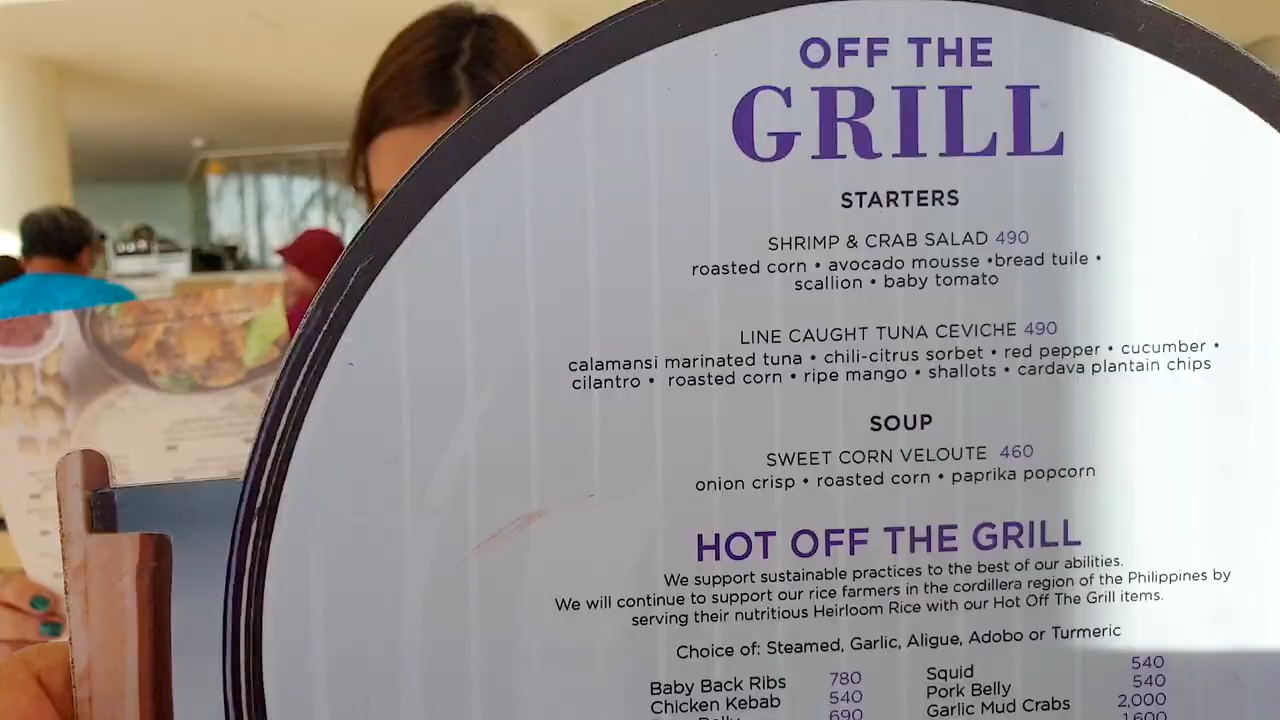 OFF THE
GRILL
STARTERS
SHRIMP & CRAB SALAD 490
roasted corn • avocado mousse •bread tuile •
scallion • baby tomato
LINE CAUGHT TUNA CEVICHE 490
calamansi marinated tuna • chili-citrus sorbet • red pepper • cucumber •
cilantro • roasted corn • ripe mango • shallots • cardava plantain chips
SOUP
SWEET CORN VELOUTE 460
onion crisp • roasted corn • paprika popcorn
HOT OFF THE GRILL
We support sustainable practices to the best of our abilities.
We will continue to support our rice farmers in the cordillera region of the Philippines by
serving their nutritious Heirloom Rice with our Hot Off The Grill items.
Choice of: Steamed, Garlic, Aligue, Adobo or Turmeric
Baby Back Ribs 780
Chicken Kebab 540
Belly 690
Squid 540
Pork Belly 540
Garlic Mud Crabs 2,000
1,600